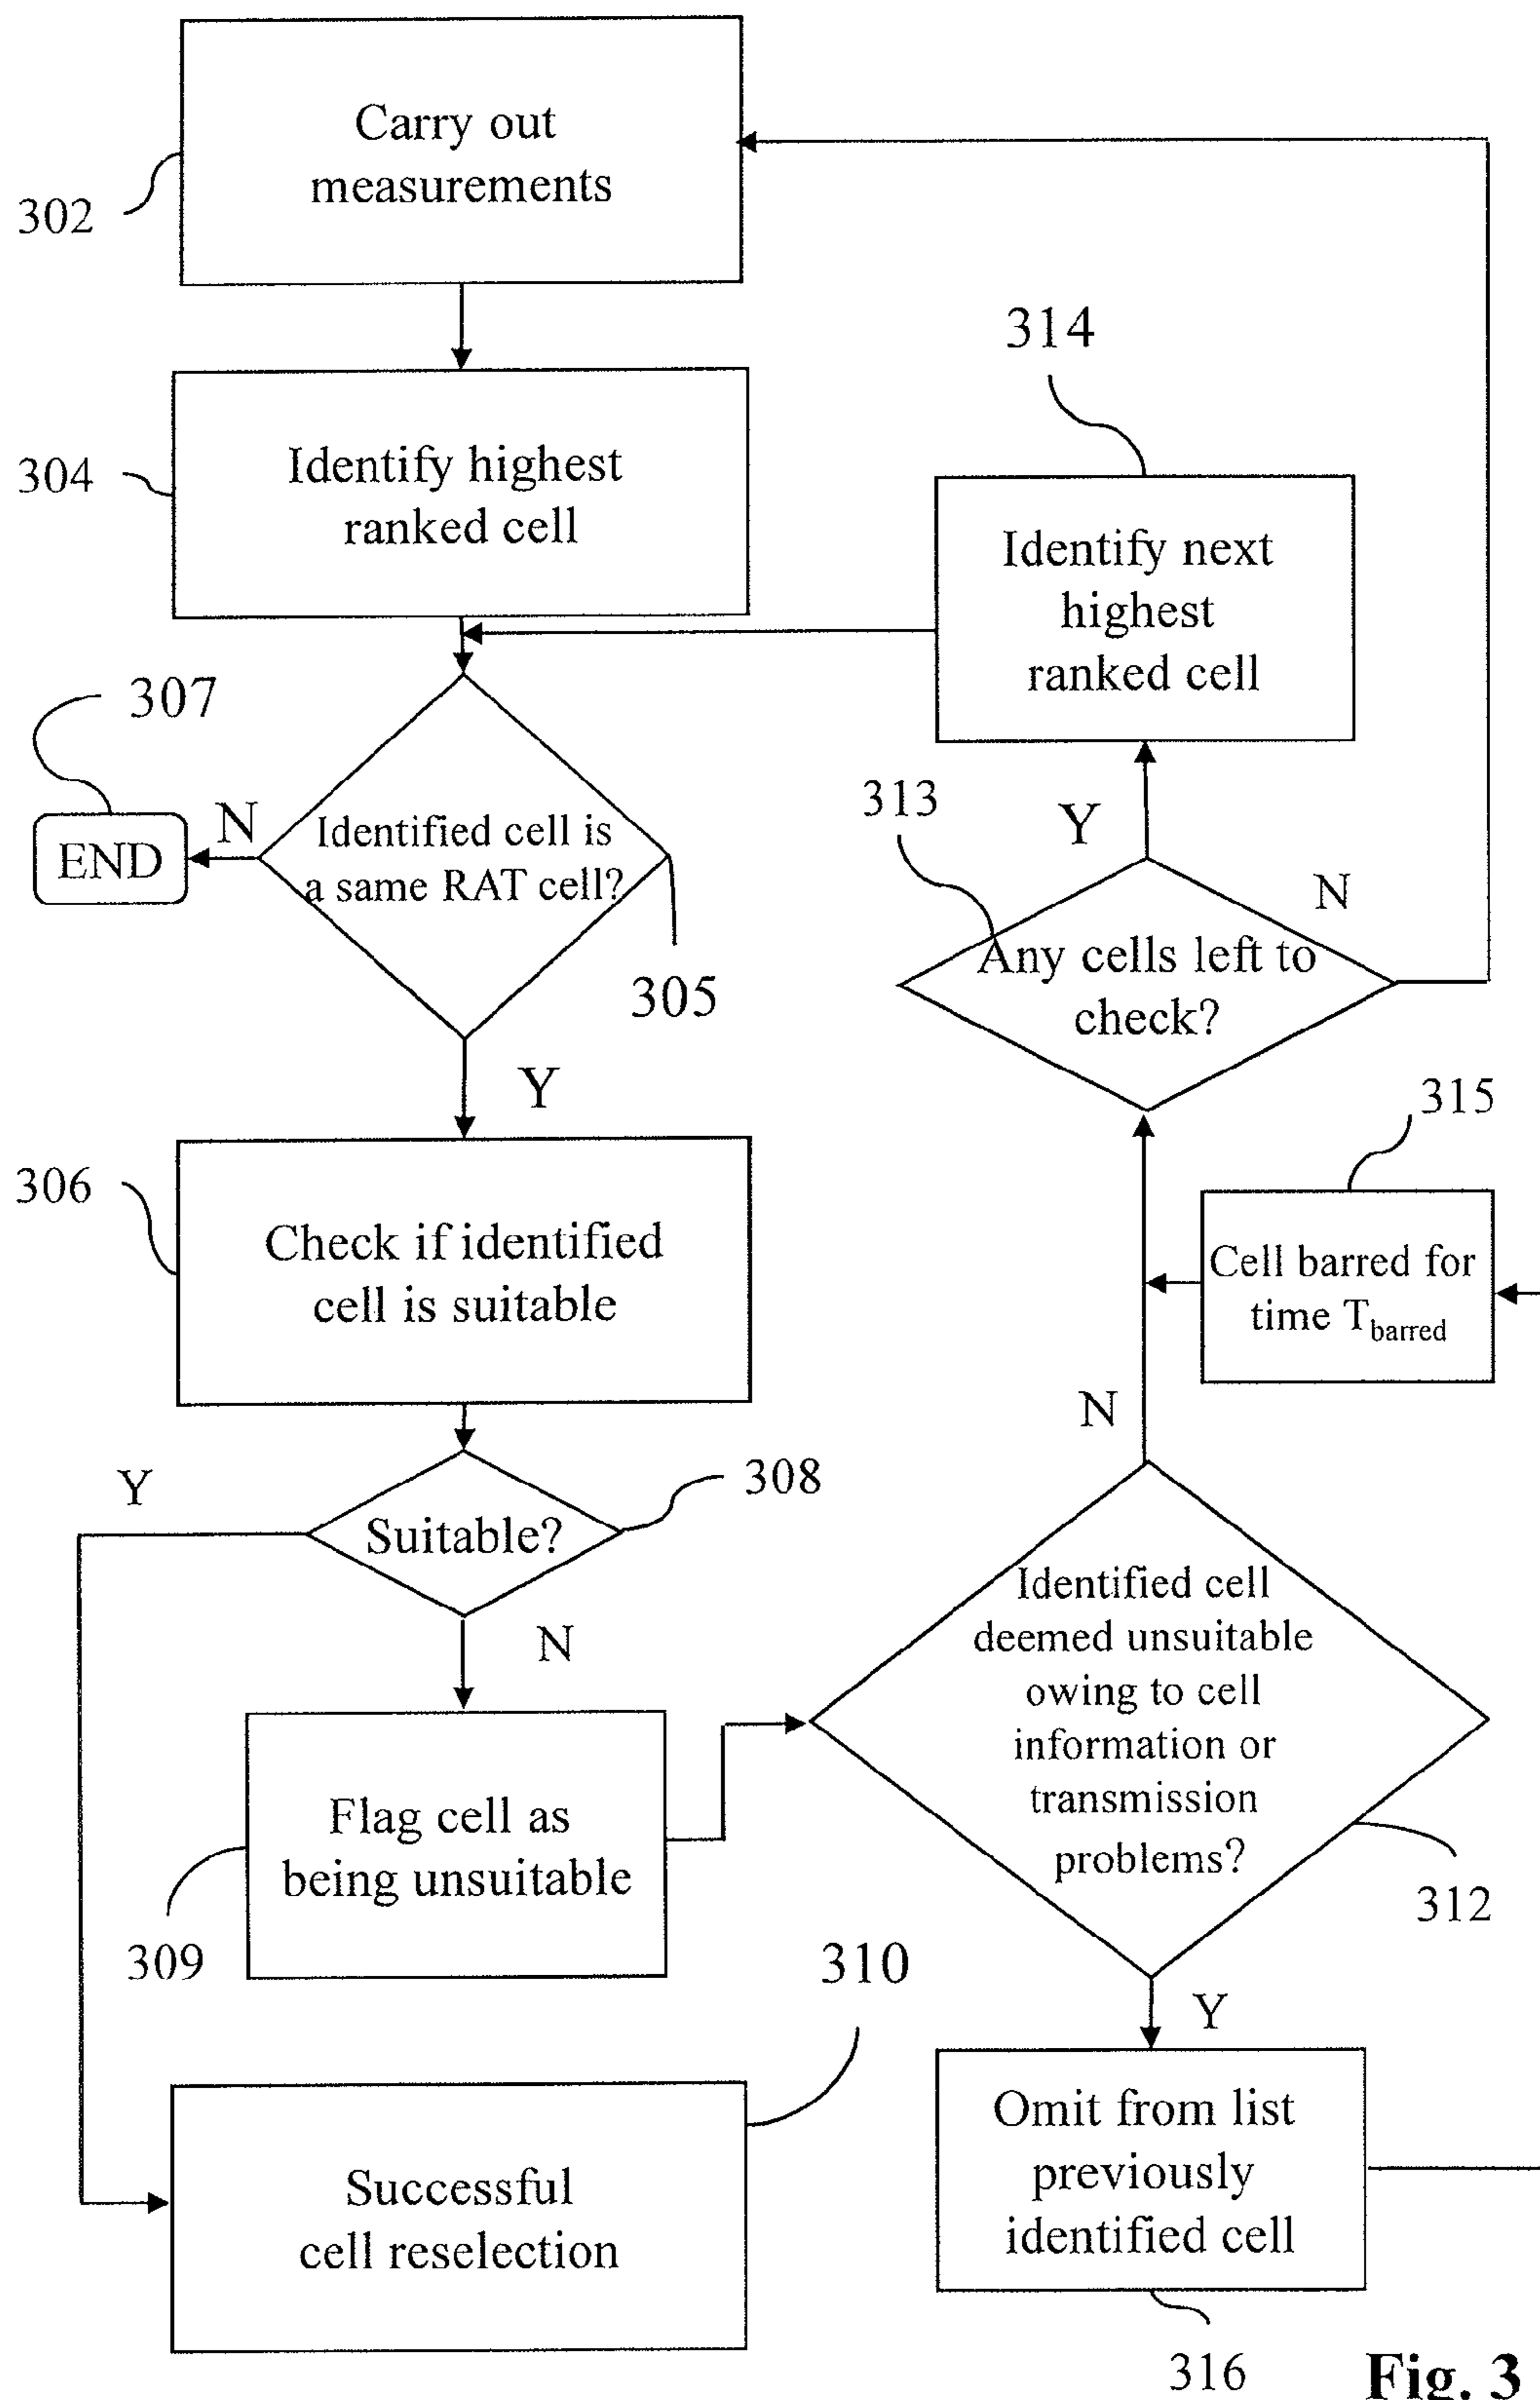 Carry out
measurements
302
314
304
Identify highest
ranked cell
Identify next
highest
ranked cell
307
END
N
Identified cell is
a same RAT cell?
305
Y
313
Y
N
Any cells left to
check?
315
306
Check if identified
cell is suitable
Cell barred for
time Tbarred
N
Y
Suitable?
308
N
Identified cell
deemed unsuitable
owing to cell
information or
transmission
problems?
312
Flag cell as
being unsuitable
309
310
Y
Successful
cell reselection
Omit from list
previously
identified cell
316
Fig. 3